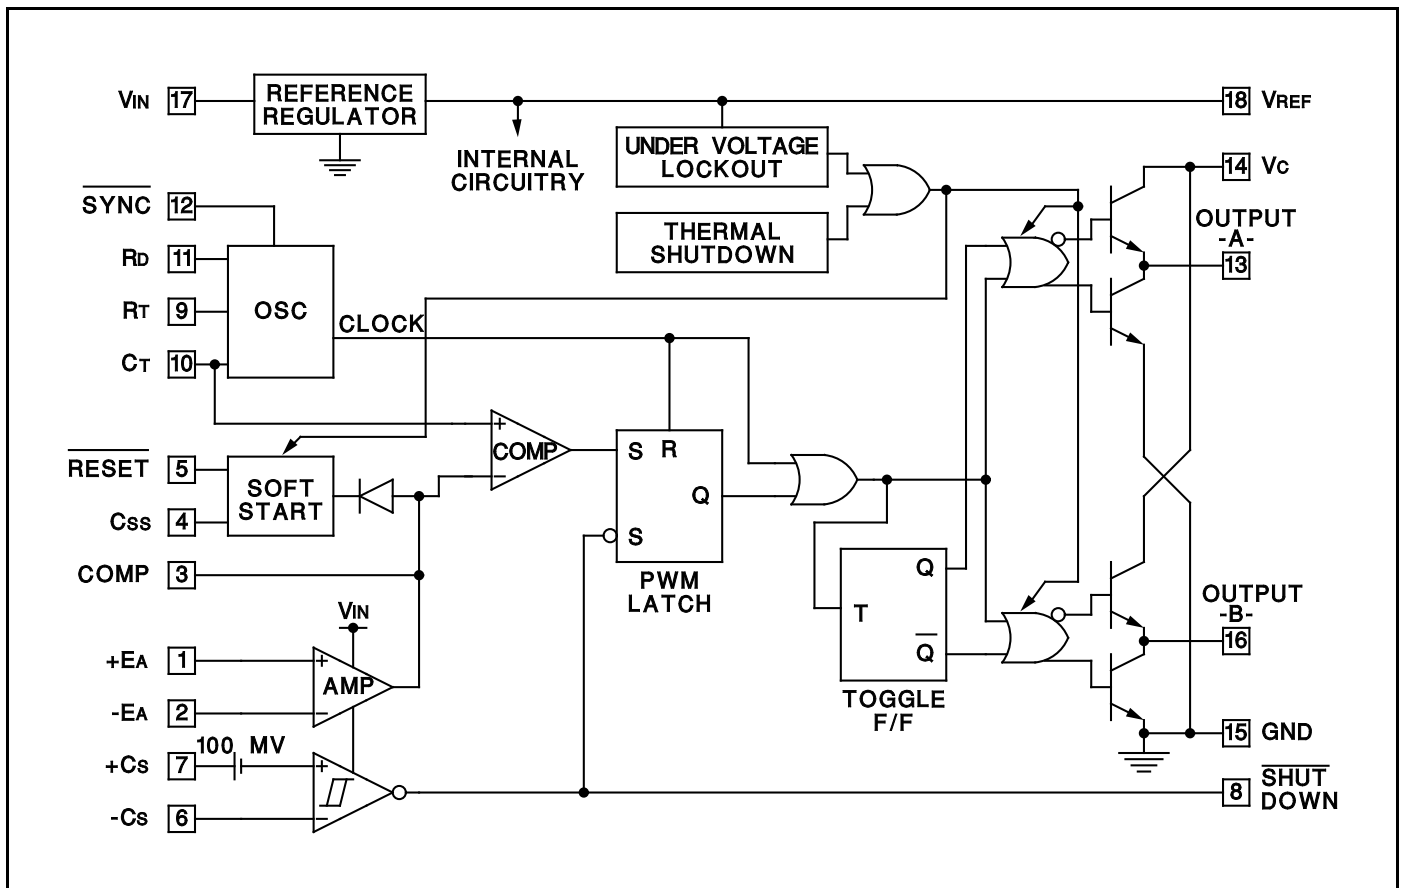 VIN 17
REFERENCE
REGULATOR
18 VREF
INTERNAL
CIRCUITRY
UNDER VOLTAGE
LOCKOUT
14 VC
SYNC 12
OUTPUT
-A-
13
THERMAL
SHUTDOWN
RD 11
RT 9
OSC
CLOCK
CT 10
+
COMP
-
S R
Q
S
PWM
LATCH
RESET 5
SOFT
START
CSS 4
COMP 3
Q
T
Q
TOGGLE
F/F
OUTPUT
-B-
16
VIN
+EA 1
+
AMP
-EA 2
-
15 GND
100 MV
+CS 7
+
-CS 6
-
8 SHUT
DOWN